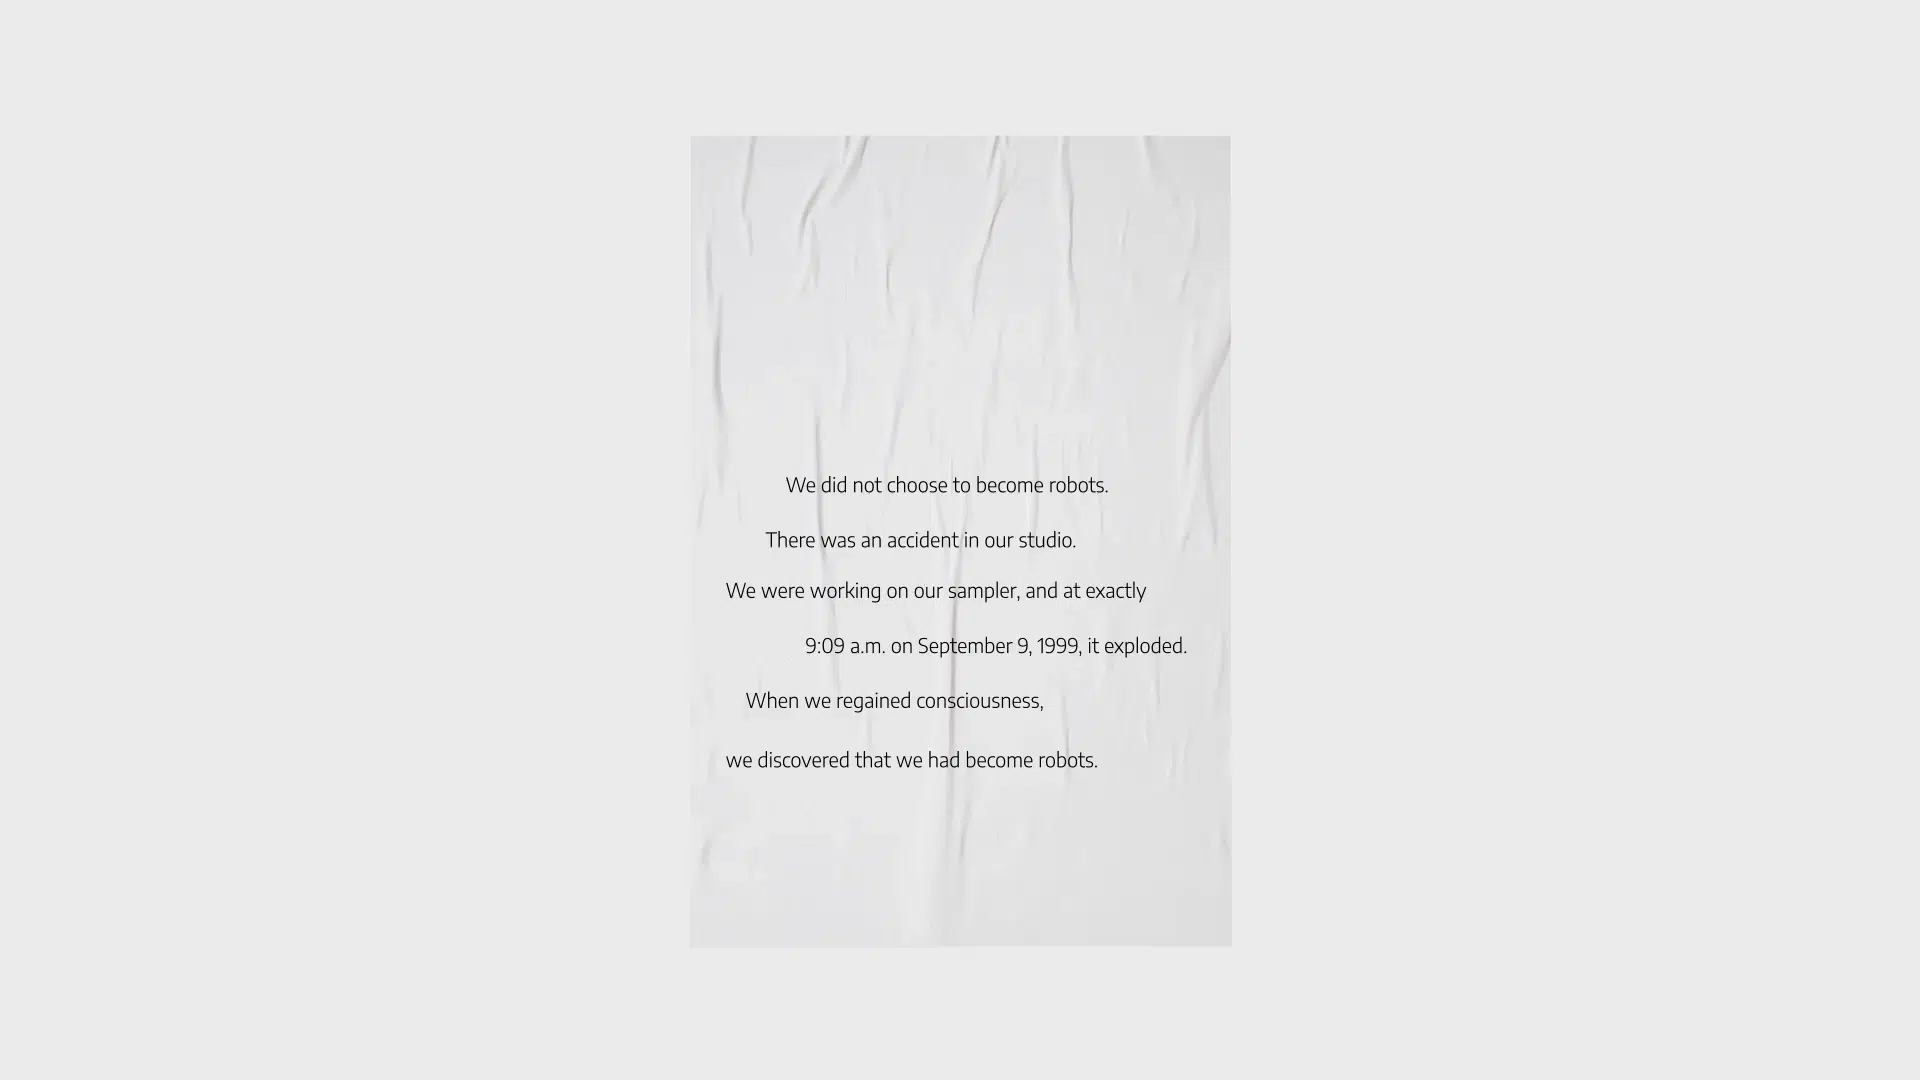 We did not choose to become robots.
There was an accident in our studio.
We were working on our sampler, and at exactly
9:09 a.m. on September 9, 1999, it exploded.
When we regained consciousness,
we discovered that we had become robots.